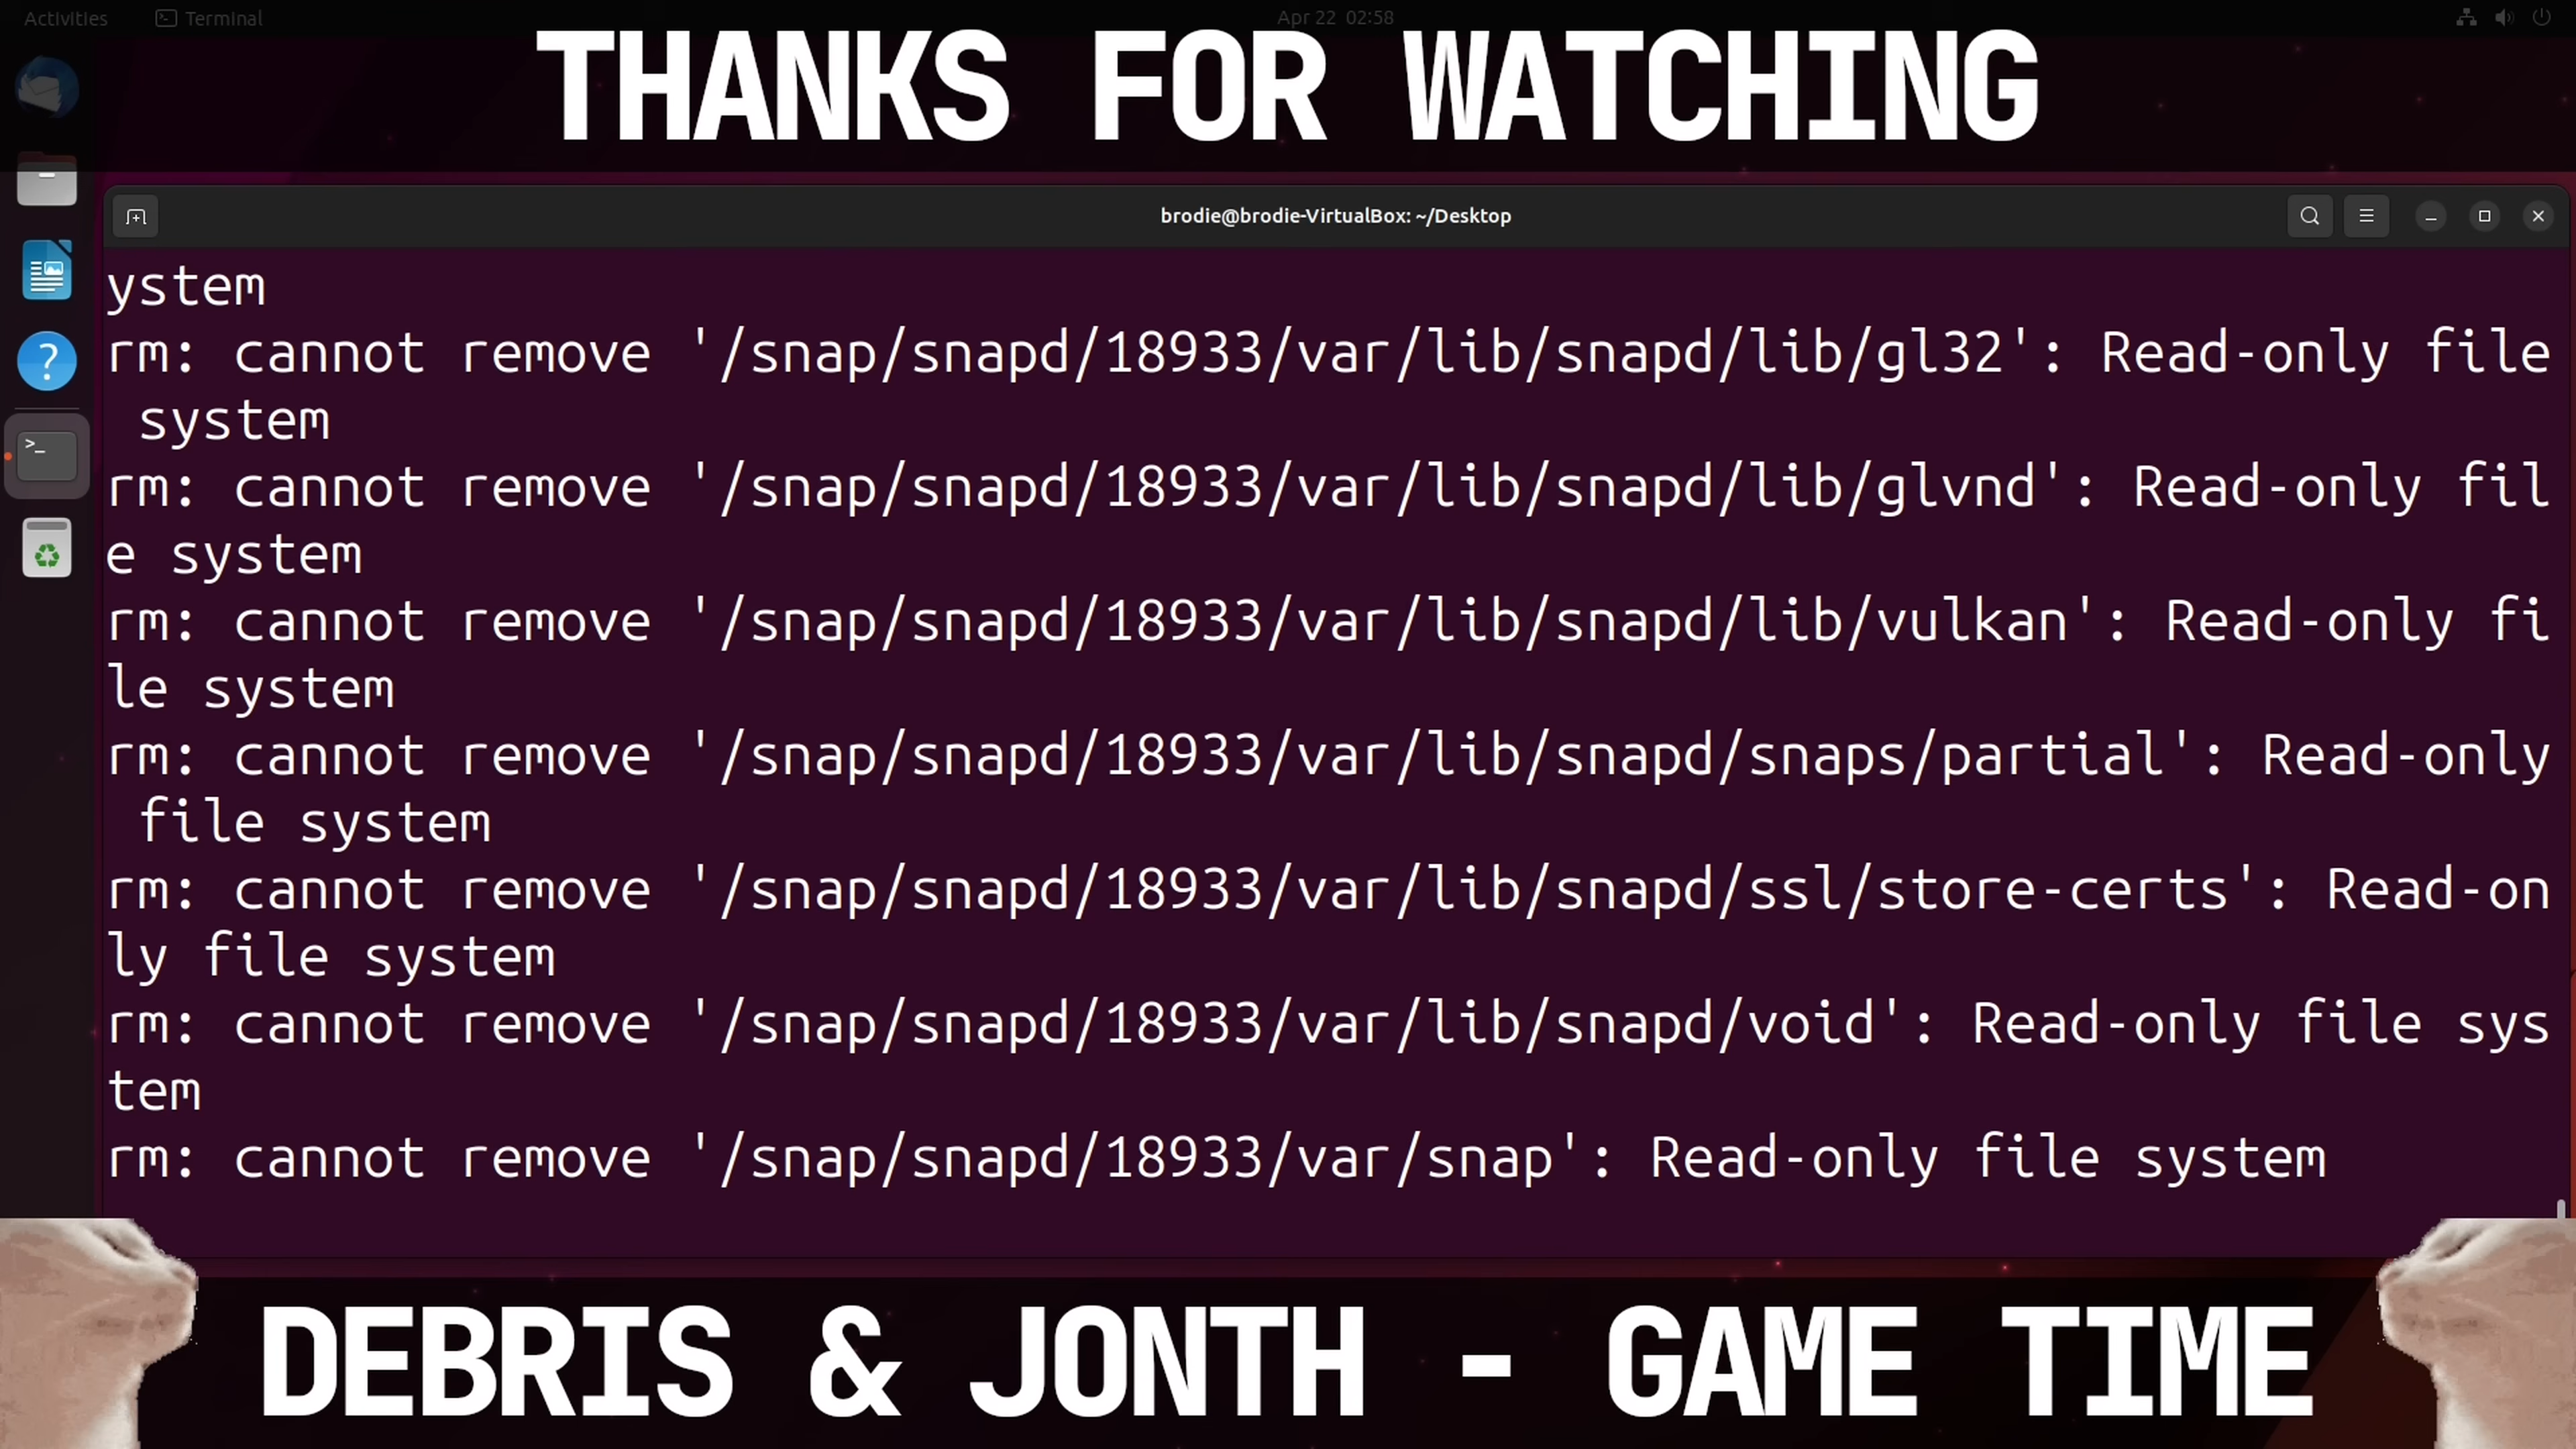 Activities Terminal Apr 22 02:58
THANKS FOR WATCHING
brodie@brodie-VirtualBox: ~/Desktop
ystem
rm: cannot remove '/snap/snapd/18933/var/lib/snapd/lib/gl32': Read-only file
system
rm: cannot remove '/snap/snapd/18933/var/lib/snapd/lib/glvnd': Read-only fil
e system
rm: cannot remove '/snap/snapd/18933/var/lib/snapd/lib/vulkan': Read-only fi
le system
rm: cannot remove '/snap/snapd/18933/var/lib/snapd/snaps/partial': Read-only
file system
rm: cannot remove '/snap/snapd/18933/var/lib/snapd/ssl/store-certs': Read-on
ly file system
rm: cannot remove '/snap/snapd/18933/var/lib/snapd/void': Read-only file sys
tem
rm: cannot remove '/snap/snapd/18933/var/snap': Read-only file system
DEBRIS & JONTH - GAME TIME